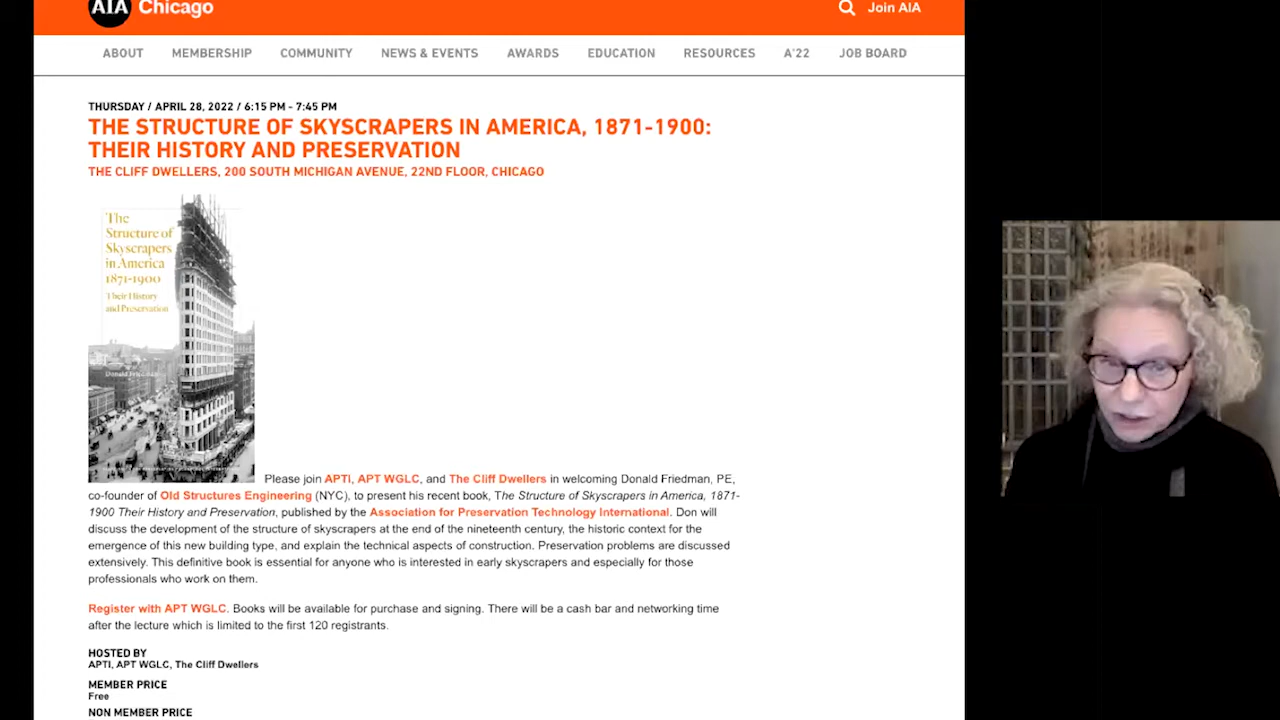 AIA Chicago
Join AIA
ABOUT MEMBERSHIP COMMUNITY NEWS & EVENTS AWARDS EDUCATION RESOURCES A'22 JOB BOARD
THURSDAY / APRIL 28, 2022 / 6:15 PM - 7:45 PM
THE STRUCTURE OF SKYSCRAPERS IN AMERICA, 1871-1900:
THEIR HISTORY AND PRESERVATION
THE CLIFF DWELLERS, 200 SOUTH MICHIGAN AVENUE, 22ND FLOOR, CHICAGO
The
Structure of
Skyscrapers
in America
1871-1900
Their History
and Preservation
Donald Friedman
Please join APTI, APT WGLC, and The Cliff Dwellers in welcoming Donald Friedman, PE,
co-founder of Old Structures Engineering (NYC), to present his recent book, The Structure of Skyscrapers in America, 1871-
1900 Their History and Preservation, published by the Association for Preservation Technology International. Don will
discuss the development of the structure of skyscrapers at the end of the nineteenth century, the historic context for the
emergence of this new building type, and explain the technical aspects of construction. Preservation problems are discussed
extensively. This definitive book is essential for anyone who is interested in early skyscrapers and especially for those
professionals who work on them.
Register with APT WGLC. Books will be available for purchase and signing. There will be a cash bar and networking time
after the lecture which is limited to the first 120 registrants.
HOSTED BY
APTI, APT WGLC, The Cliff Dwellers
MEMBER PRICE
Free
NON MEMBER PRICE